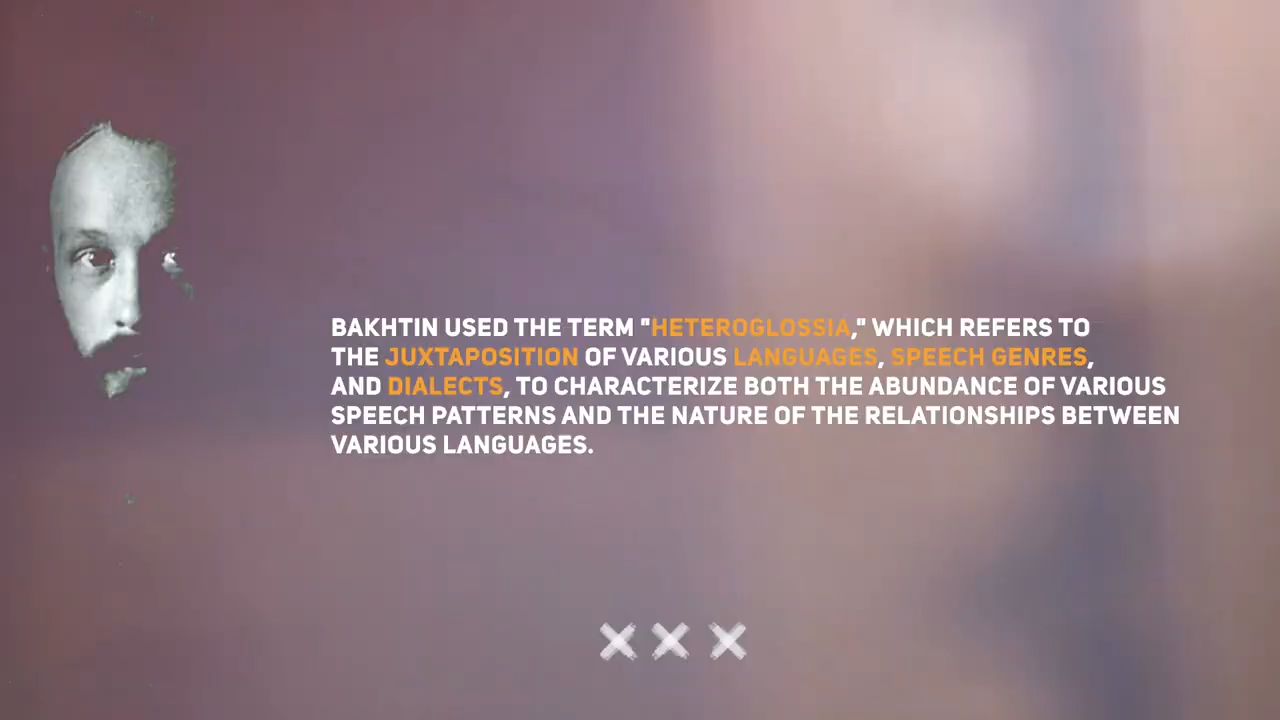 BAKHTIN USED THE TERM "HETEROGLOSSIA," WHICH REFERS TO
THE JUXTAPOSITION OF VARIOUS LANGUAGES, SPEECH GENRES,
AND DIALECTS, TO CHARACTERIZE BOTH THE ABUNDANCE OF VARIOUS
SPEECH PATTERNS AND THE NATURE OF THE RELATIONSHIPS BETWEEN
VARIOUS LANGUAGES.